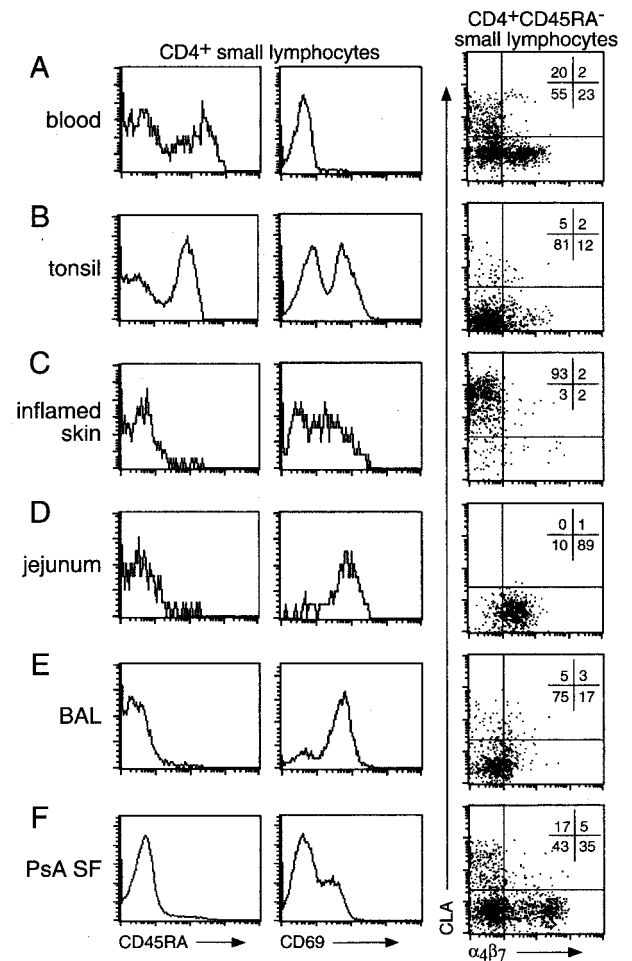 CD4⁺CD45RA⁻
small lymphocytes
CD4⁺ small lymphocytes
A
blood
20 2
55 23
B
tonsil
5 2
81 12
C
inflamed
skin
93 2
3 2
D
jejunum
0 1
10 89
E
BAL
5 3
75 17
F
PsA SF
17 5
43 35
CLA
CD45RA
CD69
α₄β₇